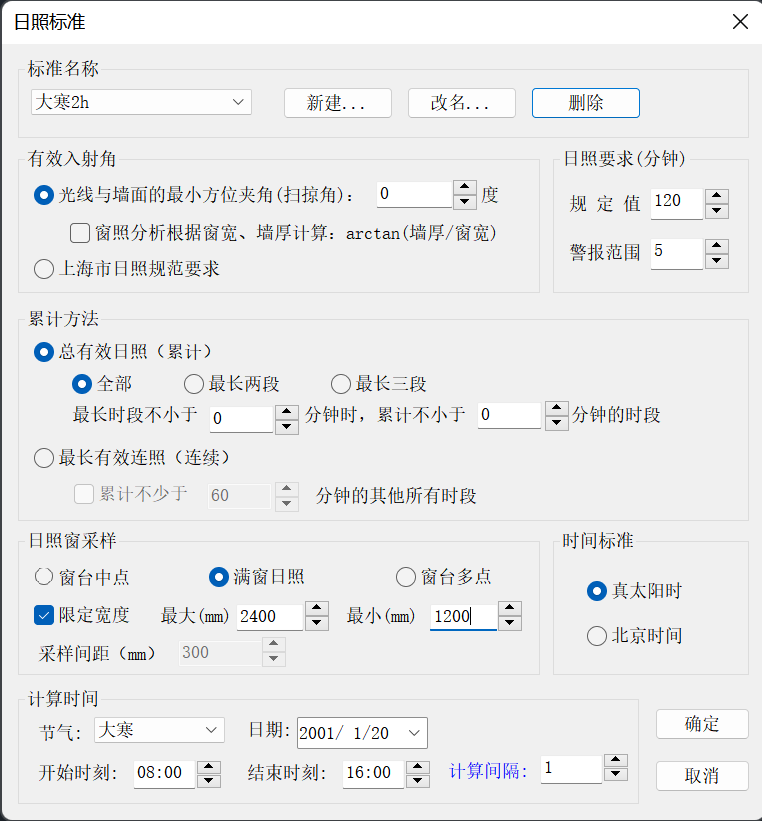 日照标准
标准名称
大寒2h 新建... 改名... 删除
有效入射角
光线与墙面的最小方位夹角(扫掠角): 0 度
窗照分析根据窗宽、墙厚计算: arctan(墙厚/窗宽)
上海市日照规范要求
日照要求(分钟)
规 定 值 120
警报范围 5
累计方法
总有效日照（累计）
全部 最长两段 最长三段
最长时段不小于 0 分钟时，累计不小于 0 分钟的时段
最长有效连照（连续）
累计不少于 60 分钟的其他所有时段
日照窗采样
窗台中点 满窗日照 窗台多点
限定宽度 最大(mm) 2400 最小(mm) 1200
采样间距（mm） 300
时间标准
真太阳时
北京时间
计算时间
节气: 大寒 日期: 2001/ 1/20
开始时刻: 08:00 结束时刻: 16:00 计算间隔: 1
确定
取消